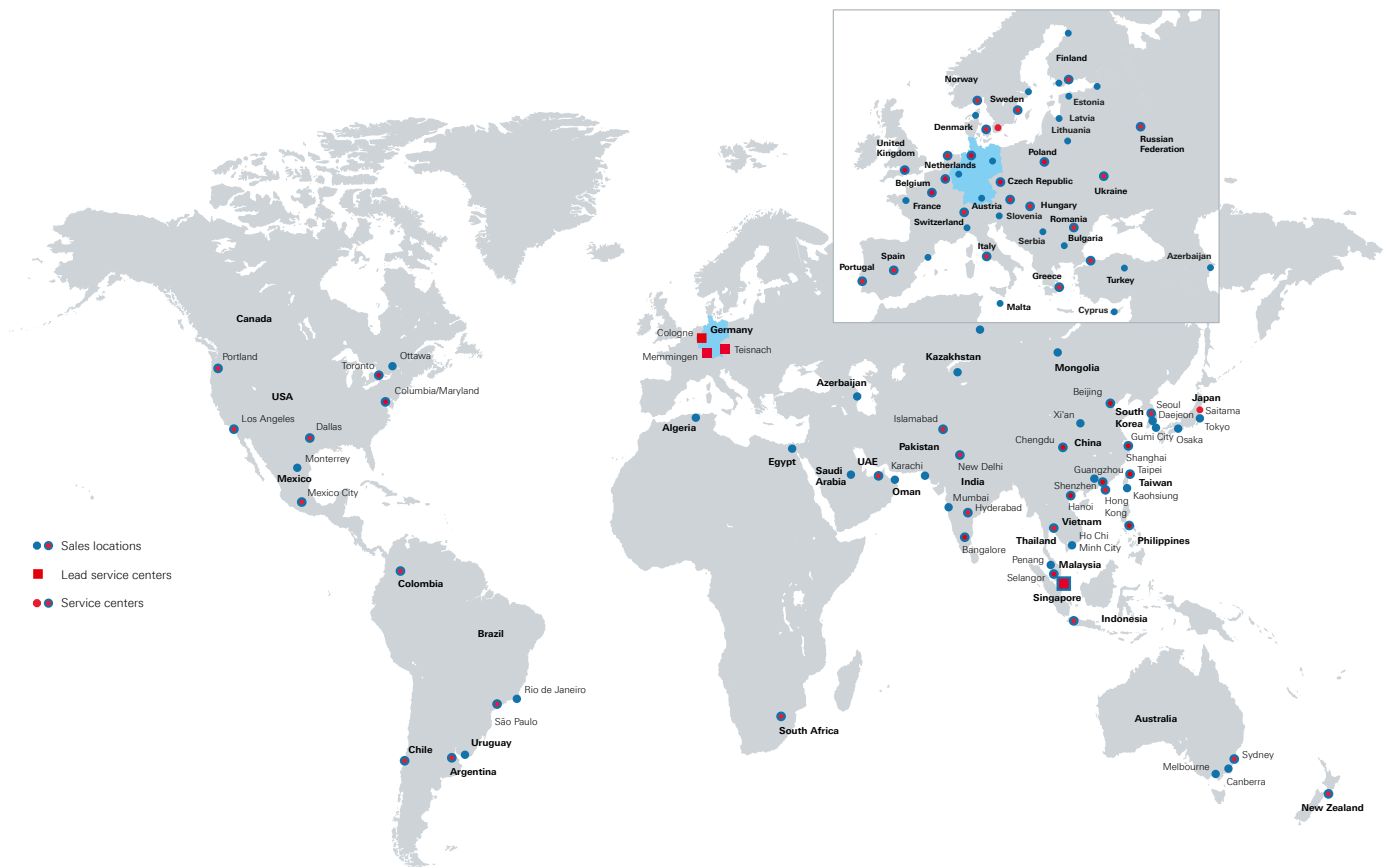 Finland
Norway
Sweden
Estonia
Latvia
Lithuania
Denmark
Russian
Federation
United
Kingdom
Poland
Netherlands
Belgium
Czech Republic
Ukraine
France
Austria
Hungary
Switzerland
Slovenia
Romania
Serbia
Bulgaria
Italy
Spain
Portugal
Azerbaijan
Greece
Turkey
Malta
Cyprus
Canada
Portland
Toronto
Ottawa
USA
Columbia/Maryland
Los Angeles
Dallas
Monterrey
Mexico
Mexico City
Cologne
Germany
Memmingen
Teisnach
Kazakhstan
Mongolia
Azerbaijan
Beijing
Japan
Seoul
Saitama
South
Korea
Daejeon
Tokyo
Algeria
Islamabad
Xi'an
Gumi City
Osaka
Pakistan
Chengdu
China
Shanghai
Egypt
UAE
Saudi
Arabia
Karachi
New Delhi
Guangzhou
Taipei
Oman
India
Shenzhen
Taiwan
Mumbai
Hyderabad
Hanoi
Hong
Kong
Kaohsiung
Vietnam
Bangalore
Thailand
Ho Chi
Minh City
Philippines
Penang
Malaysia
Selangor
Singapore
Indonesia
Sales locations
Lead service centers
Service centers
Colombia
Brazil
Rio de Janeiro
São Paulo
Chile
Uruguay
Argentina
South Africa
Australia
Sydney
Melbourne
Canberra
New Zealand